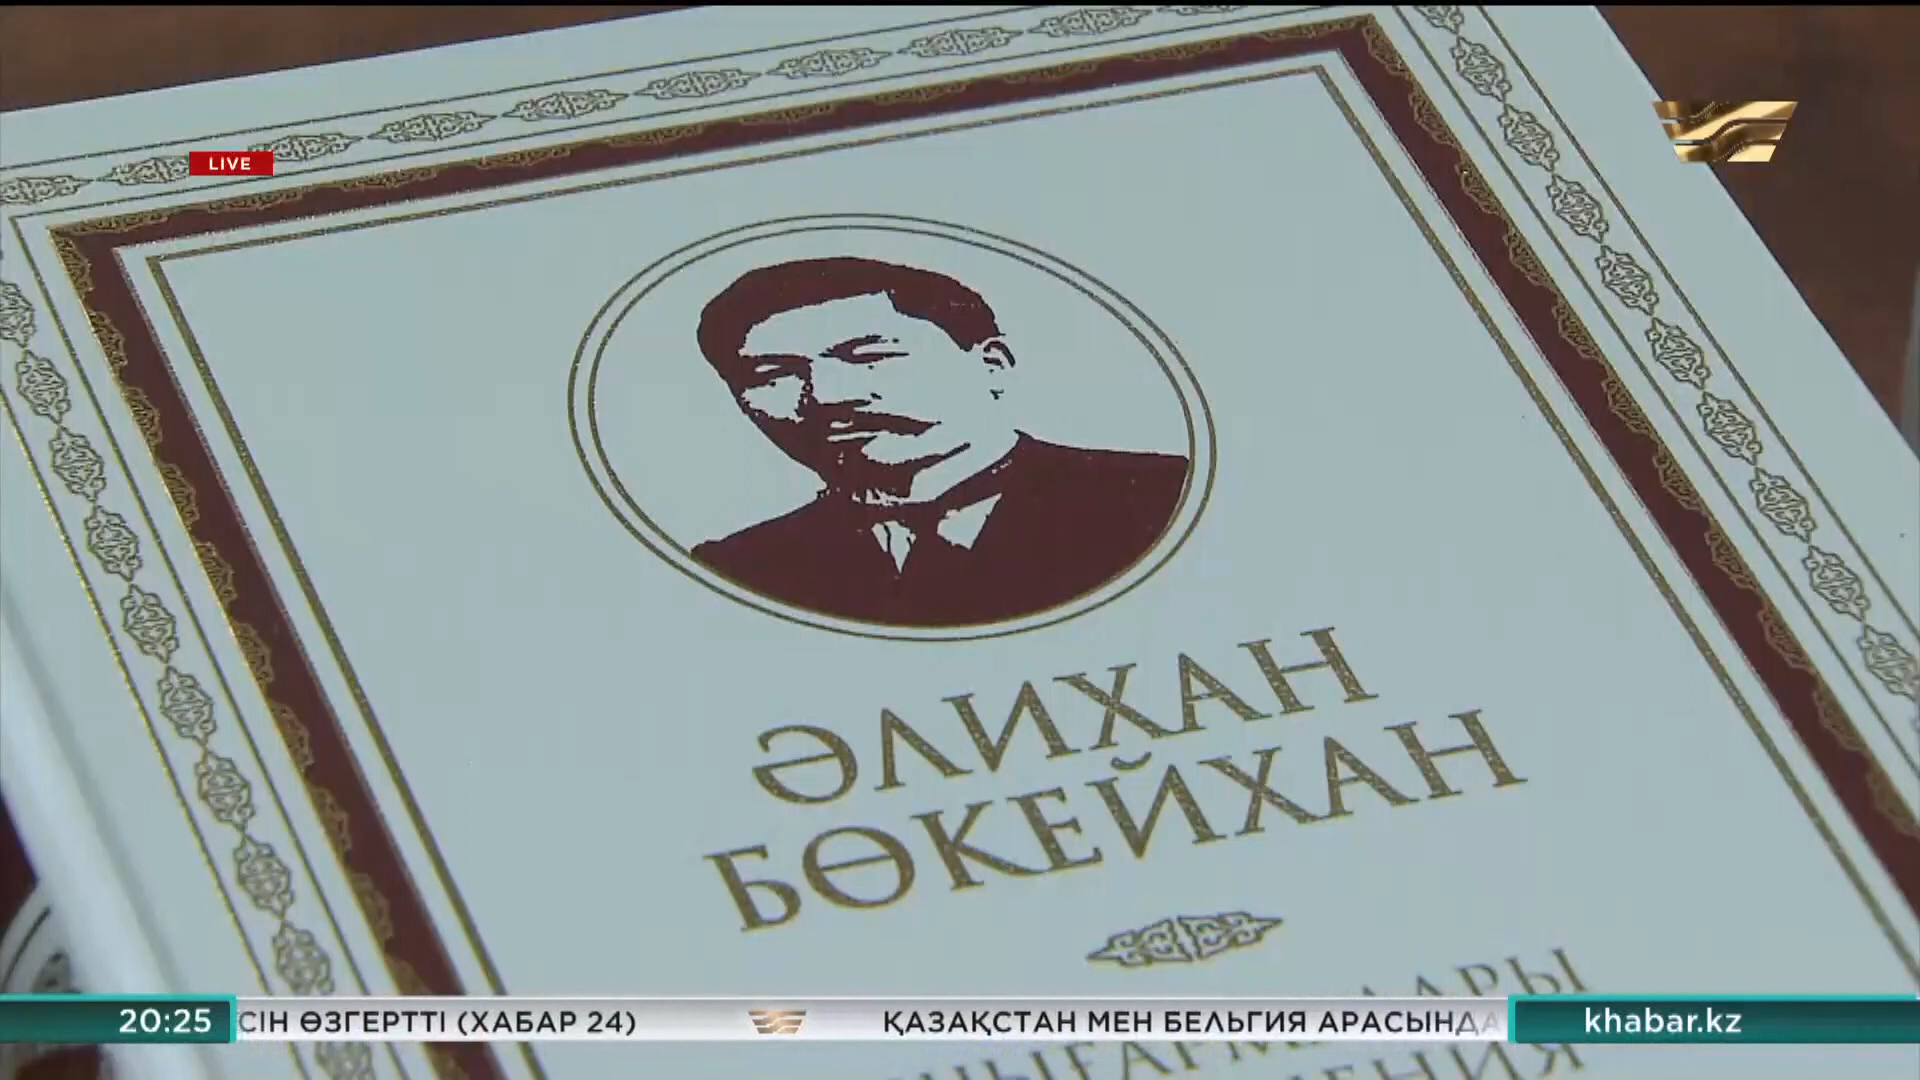 LIVE
ӘЛИХАН
БӨКЕЙХАН
20:25
СІН ӨЗГЕРТТІ (ХАБАР 24)
ҚАЗАҚСТАН МЕН БЕЛЬГИЯ АРАСЫНДА
khabar.kz